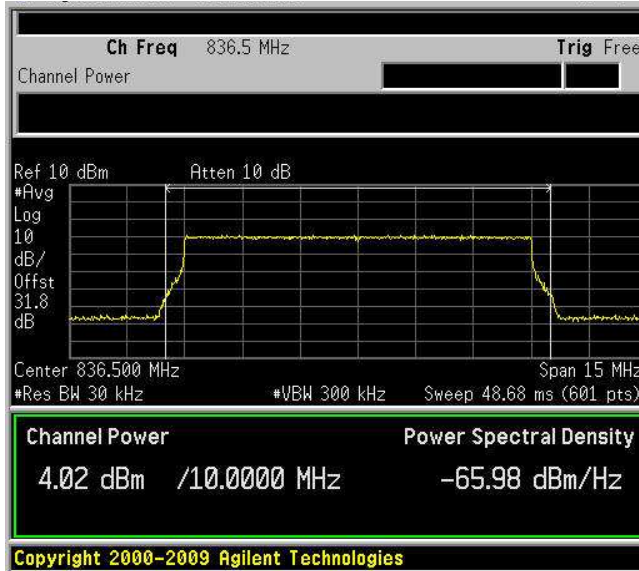 Ch Freq 836.5 MHz Trig Free
Channel Power
Ref 10 dBm Atten 10 dB
#Avg
Log
10
dB/
Offst
31.8
dB
Center 836.500 MHz Span 15 MHz
#Res BW 30 kHz #VBW 300 kHz Sweep 48.68 ms (601 pts)
Channel Power Power Spectral Density
4.02 dBm /10.0000 MHz -65.98 dBm/Hz
Copyright 2000-2009 Agilent Technologies